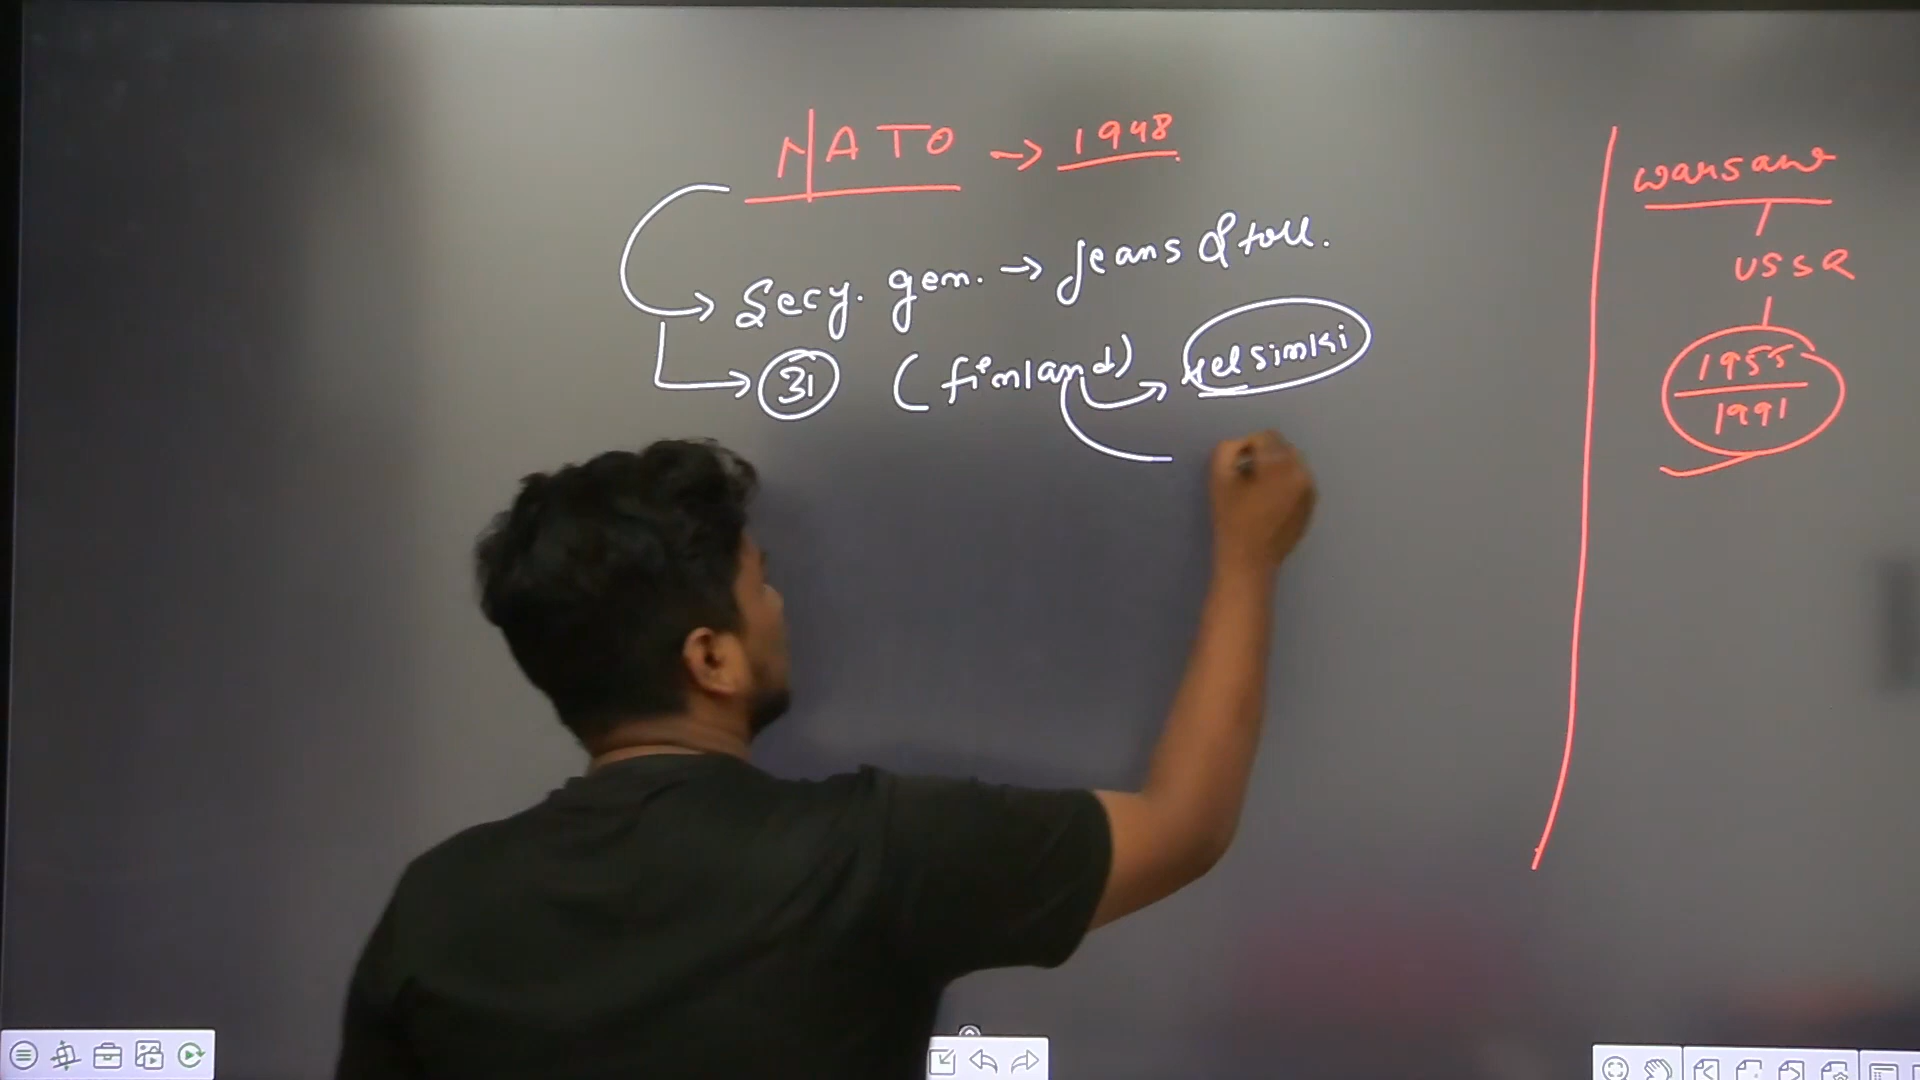 NATO → 1948
Secy. gen. → Jeans Stoll.
31 (finland) → Helsinki
warsaw
USSR
1955
1991